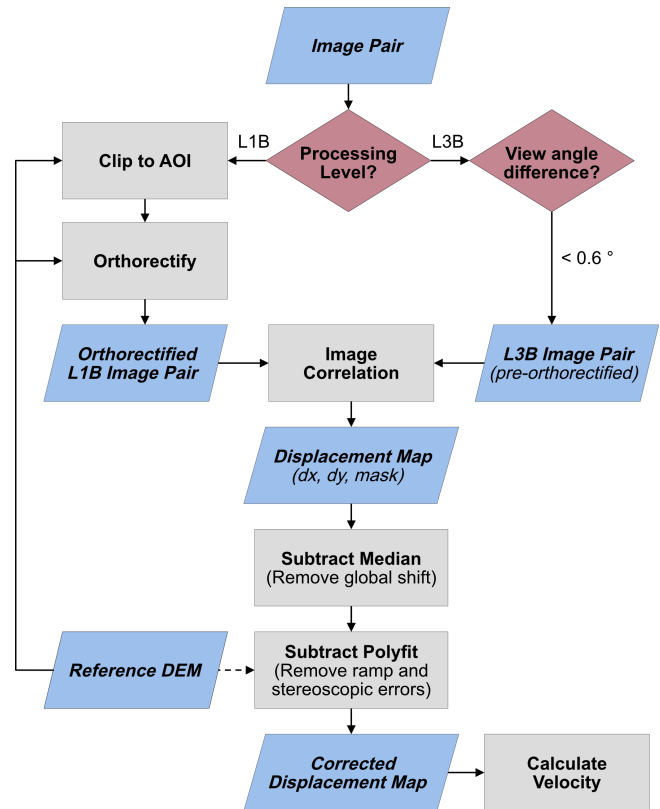 Image Pair
L1B
L3B
Clip to AOI
Processing
Level?
View angle
difference?
Orthorectify
< 0.6 °
Orthorectified
L1B Image Pair
Image
Correlation
L3B Image Pair
(pre-orthorectified)
Displacement Map
(dx, dy, mask)
Subtract Median
(Remove global shift)
Reference DEM
Subtract Polyfit
(Remove ramp and
stereoscopic errors)
Corrected
Displacement Map
Calculate
Velocity